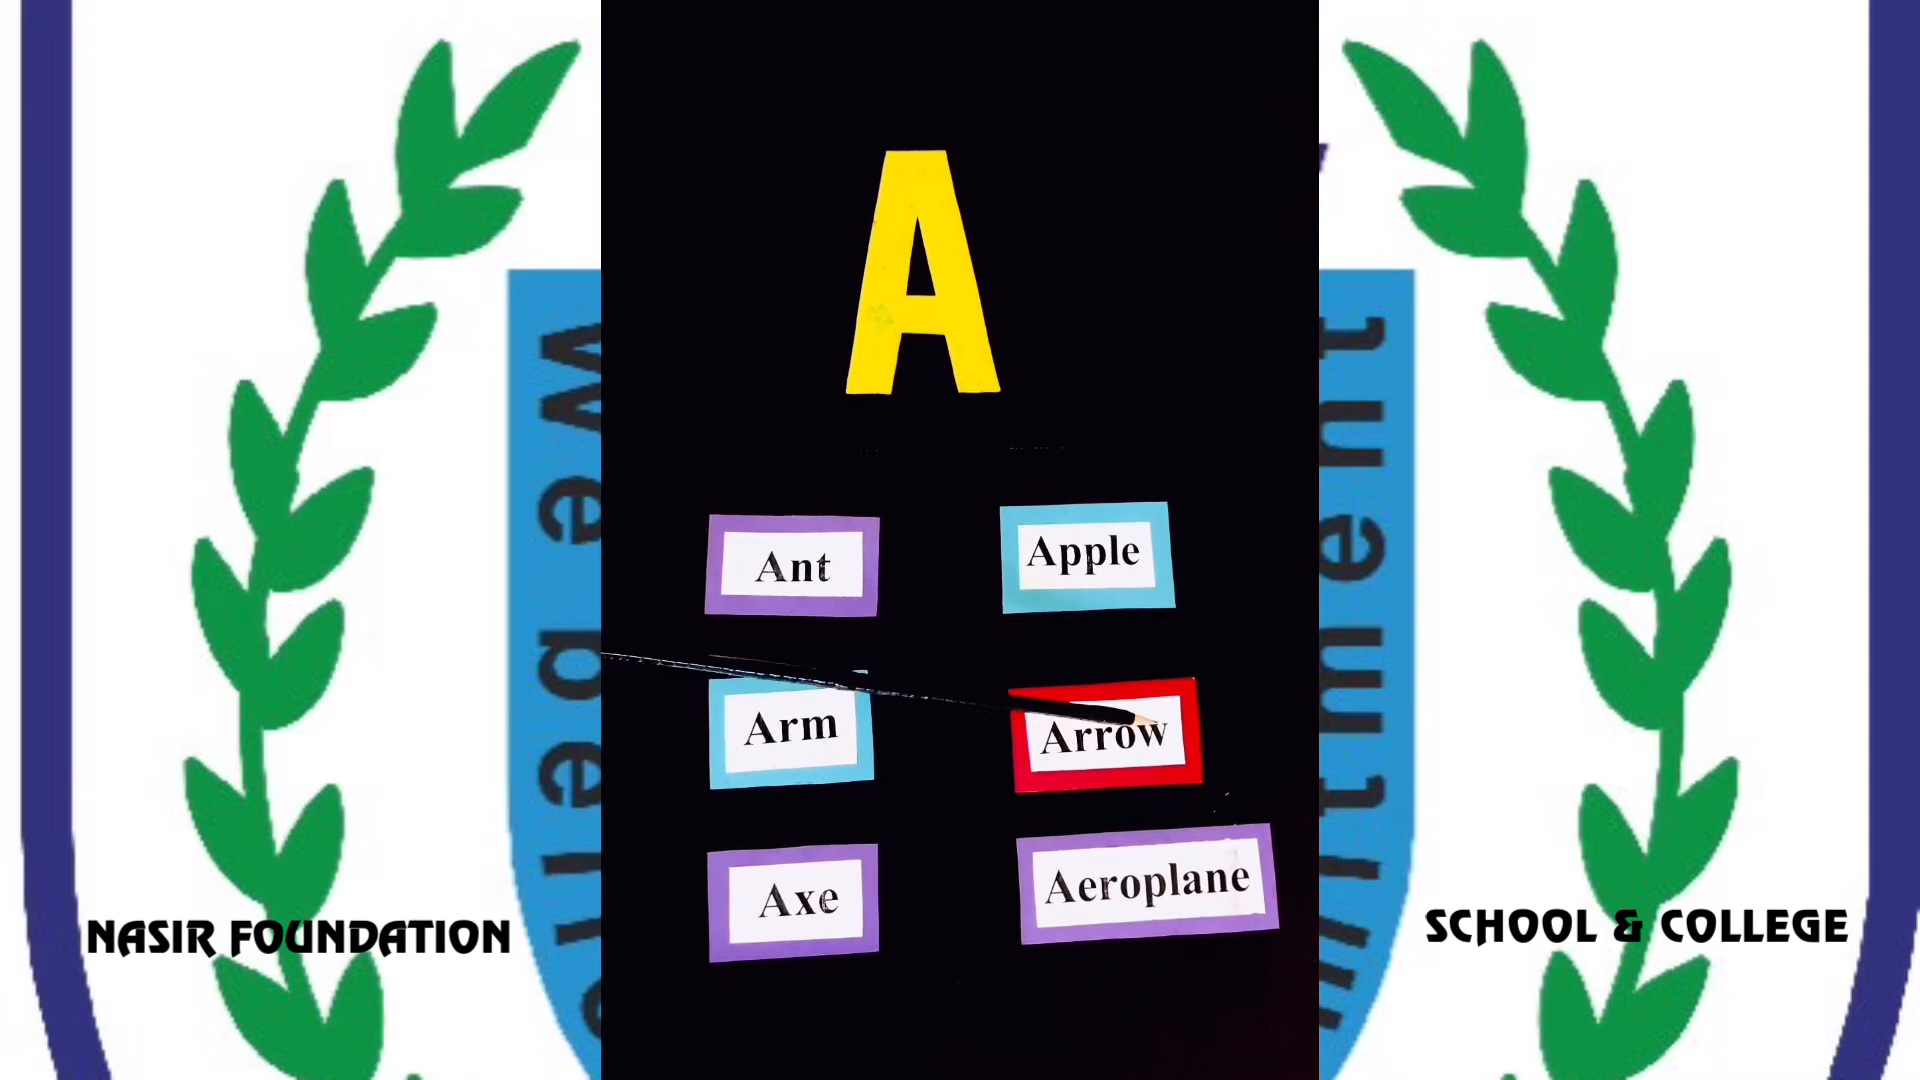 A
Ant
Apple
Arm
Arrow
Axe
Aeroplane
NASIR FOUNDATION
SCHOOL & COLLEGE